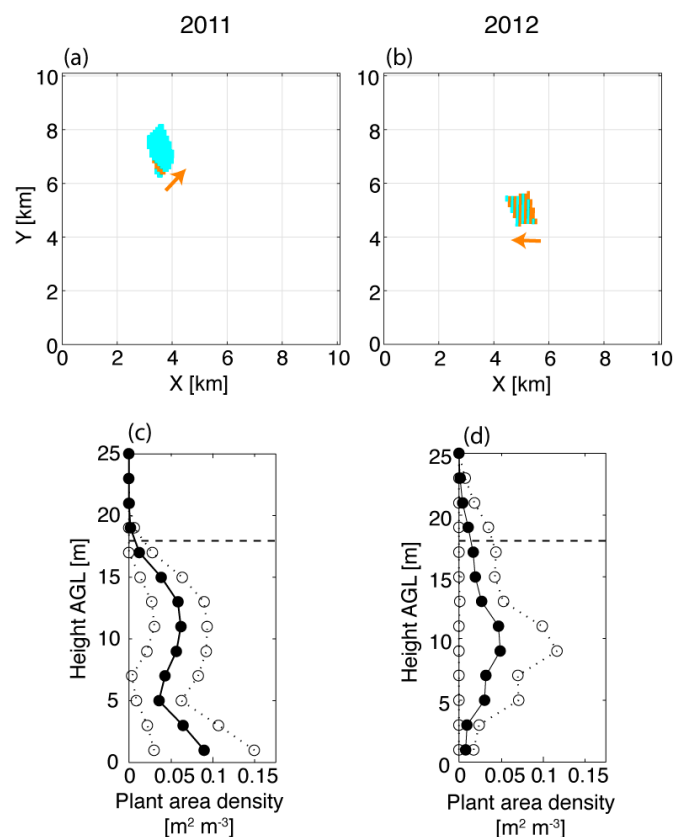 2011
2012
(a)
(b)
10
8
6
4
2
0
Y [km]
0 2 4 6 8 10
X [km]
10
8
6
4
2
0
0 2 4 6 8 10
X [km]
(c)
(d)
25
20
15
10
5
0
Height AGL [m]
0 0.05 0.1 0.15
Plant area density
[m² m⁻³]
25
20
15
10
5
0
Height AGL [m]
0 0.05 0.1 0.15
Plant area density
[m² m⁻³]